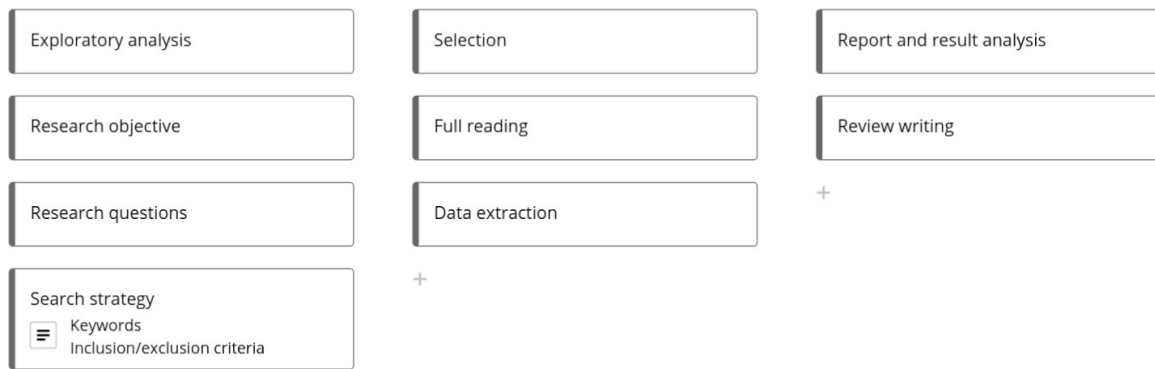 Exploratory analysis
Research objective
Research questions
Search strategy
Keywords
Inclusion/exclusion criteria
Selection
Full reading
Data extraction
+
Report and result analysis
Review writing
+